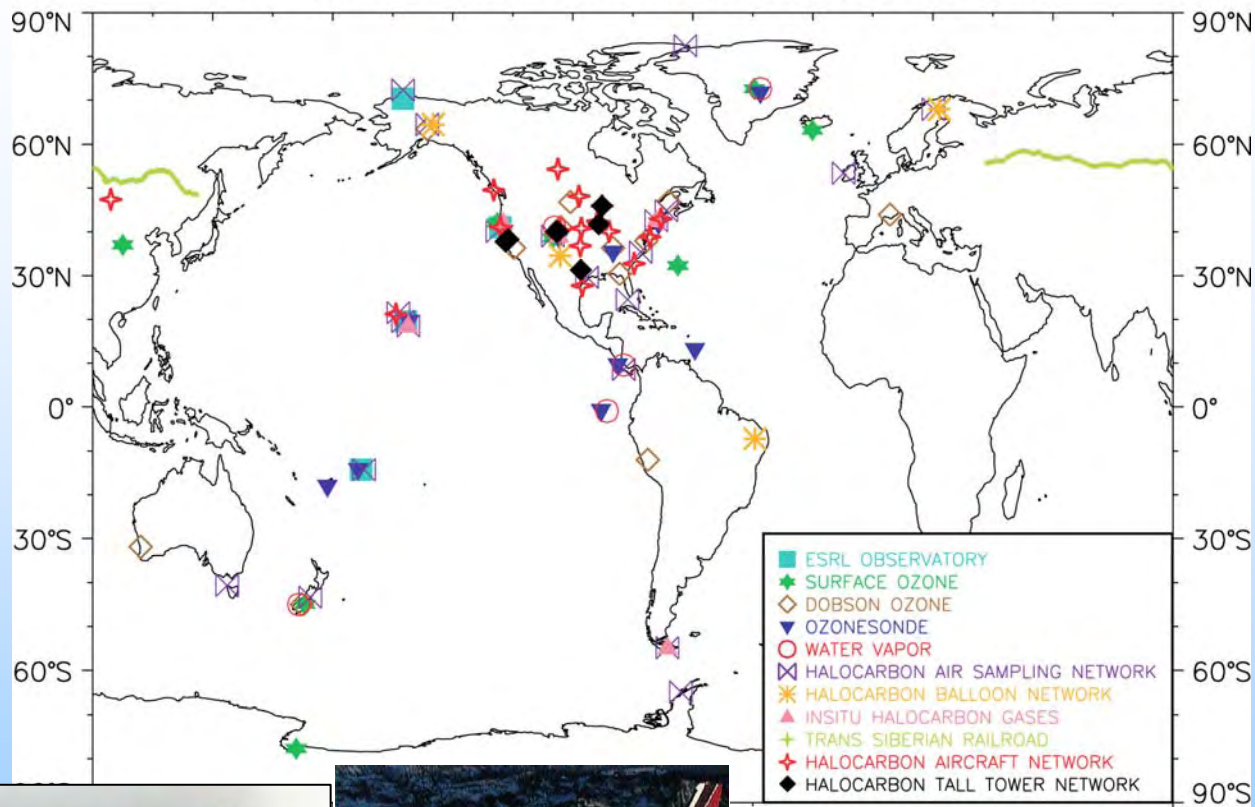 90°N 90°N
60°N 60°N
30°N 30°N
0° 0°
30°S 30°S
60°S 60°S
90°S
ESRL OBSERVATORY
SURFACE OZONE
DOBSON OZONE
OZONESONDE
WATER VAPOR
HALOCARBON AIR SAMPLING NETWORK
HALOCARBON BALLOON NETWORK
INSITU HALOCARBON GASES
TRANS SIBERIAN RAILROAD
HALOCARBON AIRCRAFT NETWORK
HALOCARBON TALL TOWER NETWORK